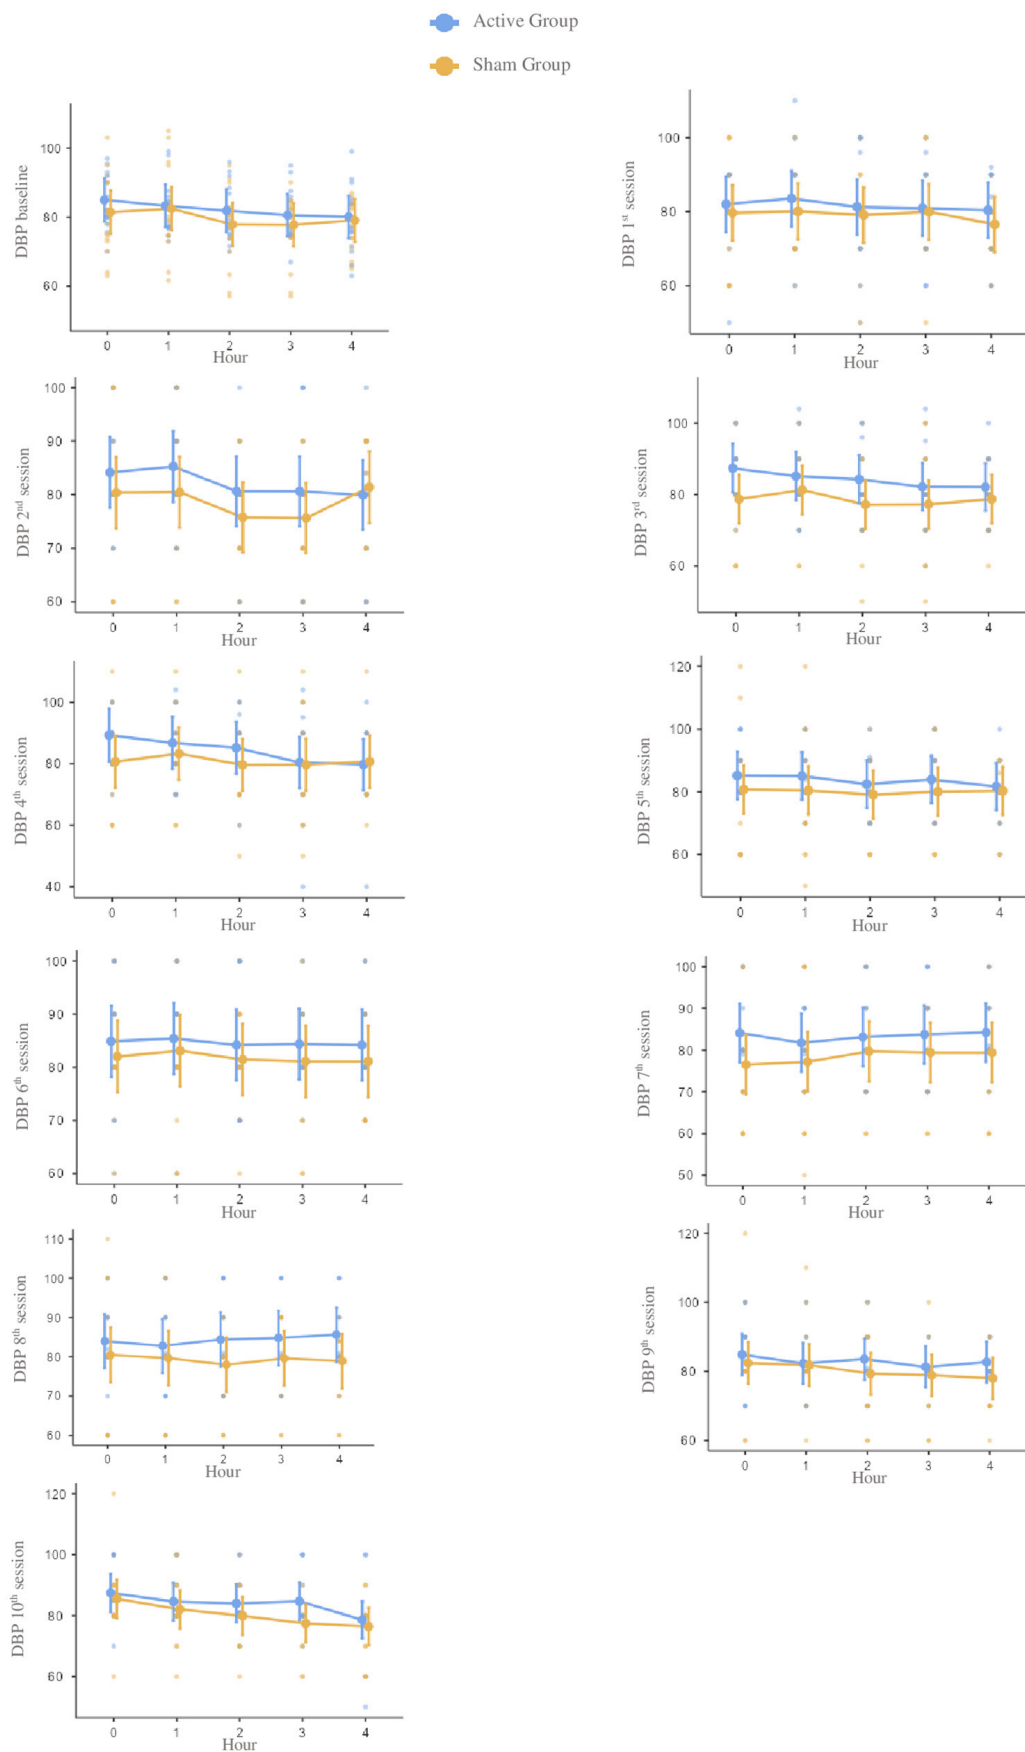 Active Group
Sham Group
DBP baseline
100
80
60
0 1 2 3 4
Hour
DBP 1st session
100
80
60
0 1 2 3 4
Hour
DBP 2nd session
100
90
80
70
60
0 1 2 3 4
Hour
DBP 3rd session
100
80
60
0 1 2 3 4
Hour
DBP 4th session
100
80
60
40
0 1 2 3 4
Hour
DBP 5th session
120
100
80
60
0 1 2 3 4
Hour
DBP 6th session
100
90
80
70
60
0 1 2 3 4
Hour
DBP 7th session
100
90
80
70
60
50
0 1 2 3 4
Hour
DBP 8th session
110
100
90
80
70
60
0 1 2 3 4
Hour
DBP 9th session
120
100
80
60
0 1 2 3 4
Hour
DBP 10th session
120
100
80
60
0 1 2 3 4
Hour